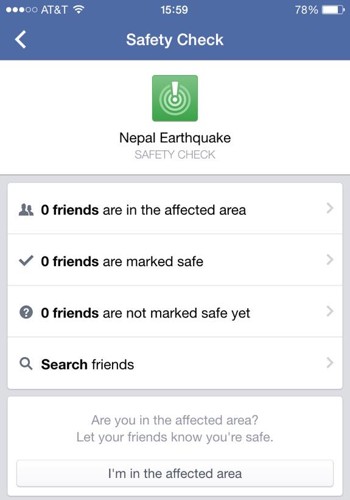 AT&T 15:59 78%
Safety Check
Nepal Earthquake
SAFETY CHECK
0 friends are in the affected area
0 friends are marked safe
0 friends are not marked safe yet
Search friends
Are you in the affected area?
Let your friends know you're safe.
I'm in the affected area